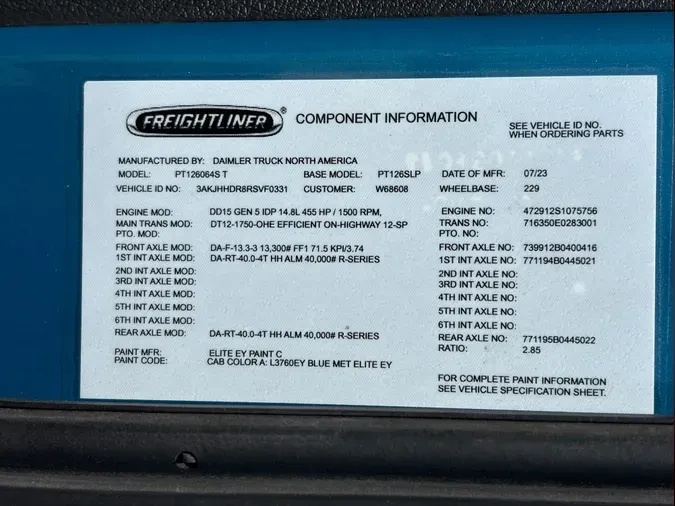 FREIGHTLINER ® COMPONENT INFORMATION
SEE VEHICLE ID NO.
WHEN ORDERING PARTS
MANUFACTURED BY: DAIMLER TRUCK NORTH AMERICA
MODEL: PT126064S T BASE MODEL: PT126SLP DATE OF MFR: 07/23
VEHICLE ID NO: 3AKJHHDR8RSVF0331 CUSTOMER: W68608 WHEELBASE: 229
ENGINE MOD: DD15 GEN 5 IDP 14.8L 455 HP / 1500 RPM, ENGINE NO: 472912S1075756
MAIN TRANS MOD: DT12-1750-OHE EFFICIENT ON-HIGHWAY 12-SP TRANS NO: 716350E0283001
PTO. MOD: PTO. NO:
FRONT AXLE MOD: DA-F-13.3-3 13,300# FF1 71.5 KPI/3.74 FRONT AXLE NO: 739912B0400416
1ST INT AXLE MOD: DA-RT-40.0-4T HH ALM 40,000# R-SERIES 1ST INT AXLE NO: 771194B0445021
2ND INT AXLE MOD: 2ND INT AXLE NO:
3RD INT AXLE MOD: 3RD INT AXLE NO:
4TH INT AXLE MOD: 4TH INT AXLE NO:
5TH INT AXLE MOD: 5TH INT AXLE NO:
6TH INT AXLE MOD: 6TH INT AXLE NO:
REAR AXLE MOD: DA-RT-40.0-4T HH ALM 40,000# R-SERIES REAR AXLE NO: 771195B0445022
RATIO: 2.85
PAINT MFR: ELITE EY PAINT C
PAINT CODE: CAB COLOR A: L3760EY BLUE MET ELITE EY
FOR COMPLETE PAINT INFORMATION
SEE VEHICLE SPECIFICATION SHEET.